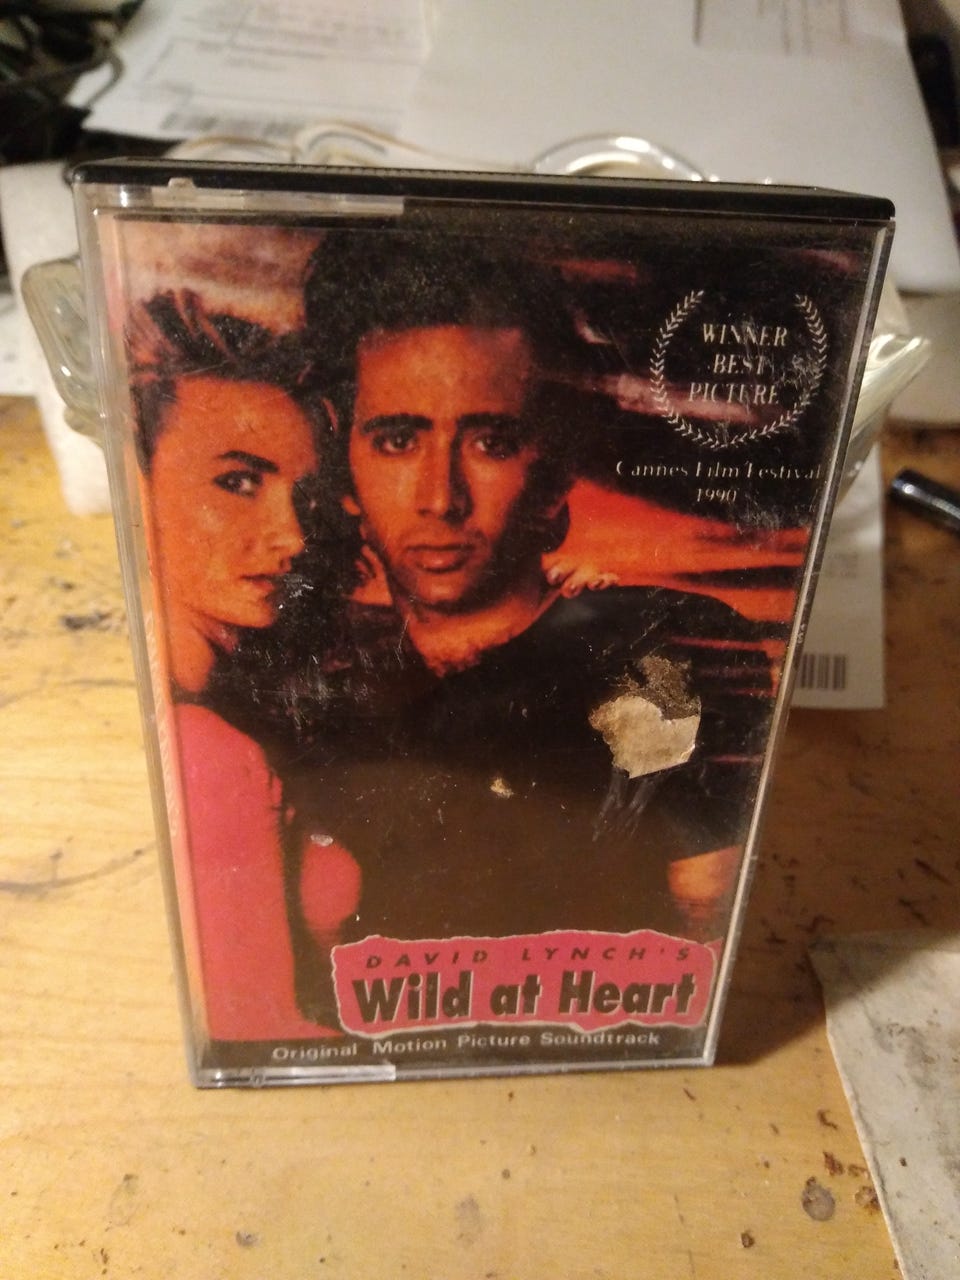 WINNER
BEST
PICTURE
Cannes Film Festival
1990
DAVID LYNCH'S
Wild at Heart
Original Motion Picture Soundtrack